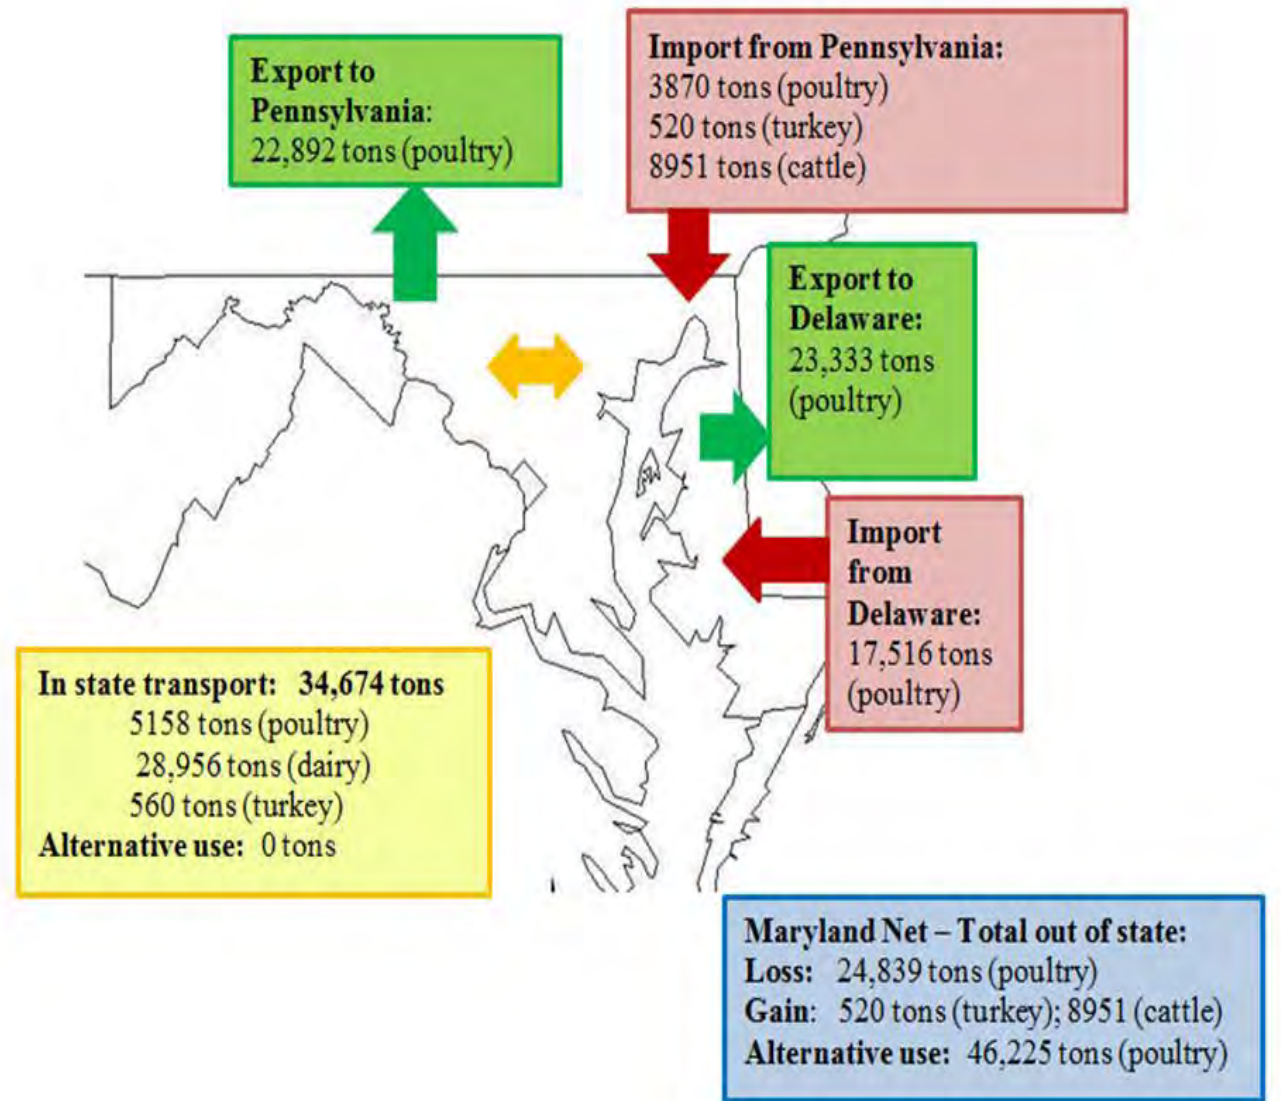 Export to
Pennsylvania:
22,892 tons (poultry)
Import from Pennsylvania:
3870 tons (poultry)
520 tons (turkey)
8951 tons (cattle)
Export to
Delaware:
23,333 tons
(poultry)
Import
from
Delaware:
17,516 tons
(poultry)
In state transport: 34,674 tons
5158 tons (poultry)
28,956 tons (dairy)
560 tons (turkey)
Alternative use: 0 tons
Maryland Net – Total out of state:
Loss: 24,839 tons (poultry)
Gain: 520 tons (turkey); 8951 (cattle)
Alternative use: 46,225 tons (poultry)